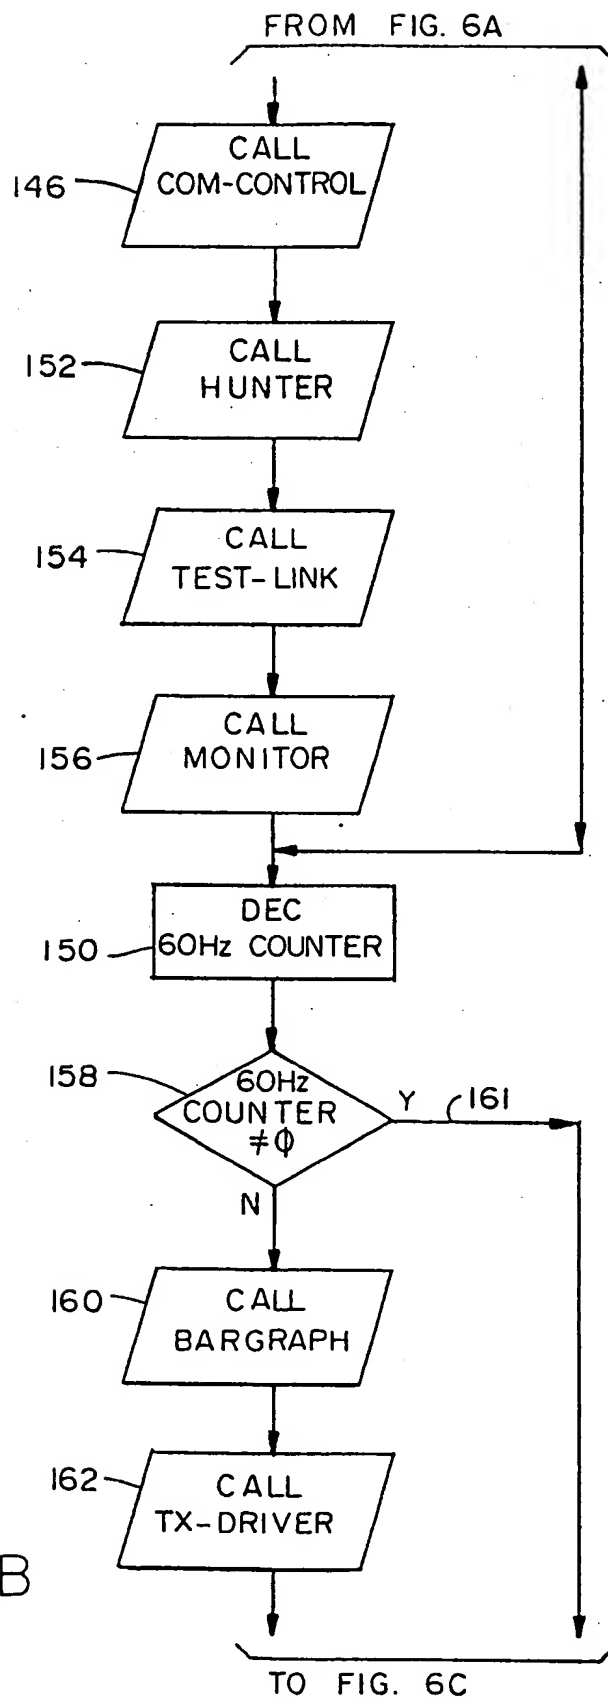 FROM FIG. 6A
CALL
COM-CONTROL
146
CALL
HUNTER
152
CALL
TEST-LINK
154
CALL
MONITOR
156
DEC
60Hz COUNTER
150
158
60Hz
COUNTER
≠ϕ
Y
161
N
CALL
BARGRAPH
160
CALL
TX-DRIVER
162
B
TO FIG. 6C